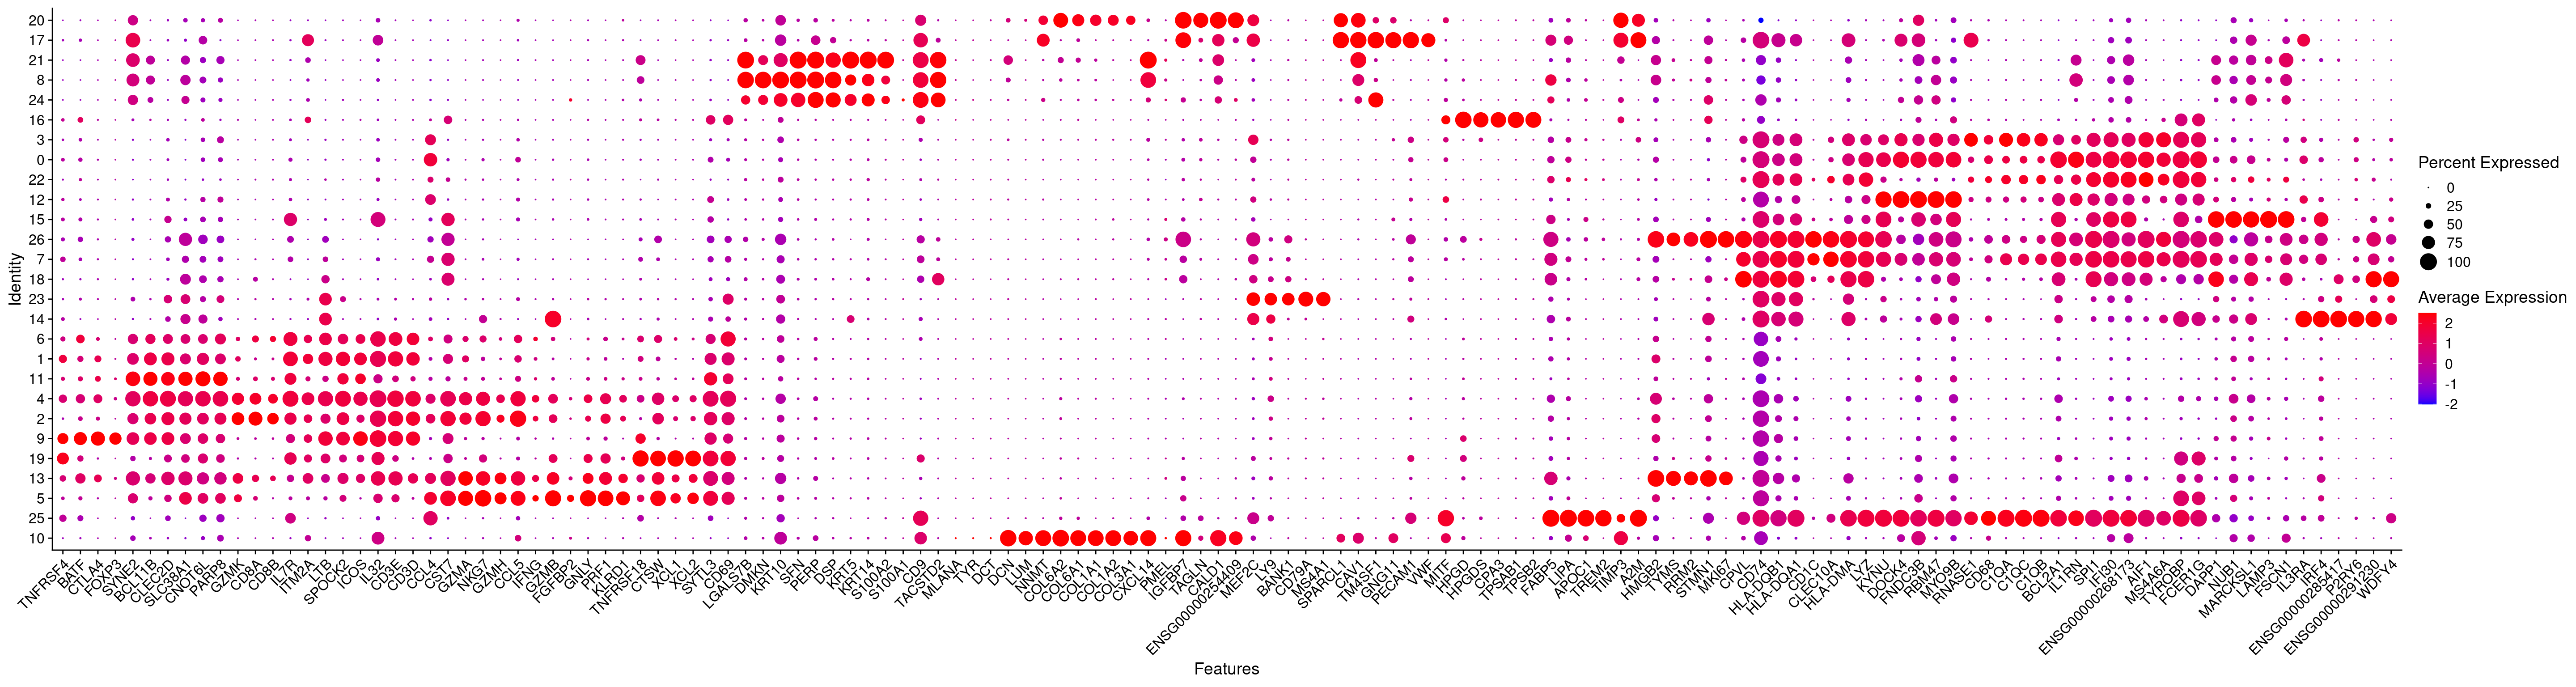 20
17
21
8
24
16
3
0
22
12
15
26
7
18
23
14
6
1
11
4
2
9
19
13
5
25
10
Identity
TNFRSF4
BATF
CTLA4
FOXP3
SYNE2
BCL11B
CLEC2D
SLC38A1
CNOT6L
PARP8
GZMK
CD8A
CD8B
IL7R
ITM2A
LTB
SPOCK2
ICOS
IL32
CD3E
CD3D
CCL4
CST7
GZMA
NKG7
GZMH
CCL5
IFNG
GZMB
FGFBP2
GNLY
PRF1
KLRD1
TNFRSF18
CTSW
XCL1
XCL2
SYTL3
CD69
LGALS7B
DMKN
KRT10
SFN
PERP
DSP
KRT5
KRT14
S100A2
S100A1
CD9
TACSTD2
MLANA
TYR
DCT
DCN
LUM
NNMT
COL6A2
COL6A1
COL1A1
COL1A2
COL3A1
CXCL14
PMEL
IGFBP7
TAGLN
CALD1
ENSG00000254409
MEF2C
LY9
BANK1
CD79A
MS4A1
SPARCL1
CAV1
TM4SF1
GNG11
PECAM1
VWF
MITF
HPGD
HPGDS
CPA3
TPSAB1
TPSB2
FABP5
LIPA
APOC1
TREM2
TIMP3
A2M
HMGB2
TYMS
RRM2
STMN1
MKI67
CPVL
CD74
HLA-DQB1
HLA-DQA1
CD1C
CLEC10A
HLA-DMA
LYZ
KYNU
DOCK4
FNDC3B
RBM47
MYO9B
RNASE1
CD68
C1QA
C1QC
C1QB
BCL2A1
IL1RN
SPI1
IFI30
ENSG00000268173
AIF1
MS4A6A
TYROBP
FCER1G
DAPP1
NUB1
MARCKSL1
LAMP3
FSCN1
IL3RA
IRF4
ENSG00000285417
P2RY6
ENSG00000291230
WDFY4
Features
Percent Expressed
0
25
50
75
100
Average Expression
2
1
0
-1
-2